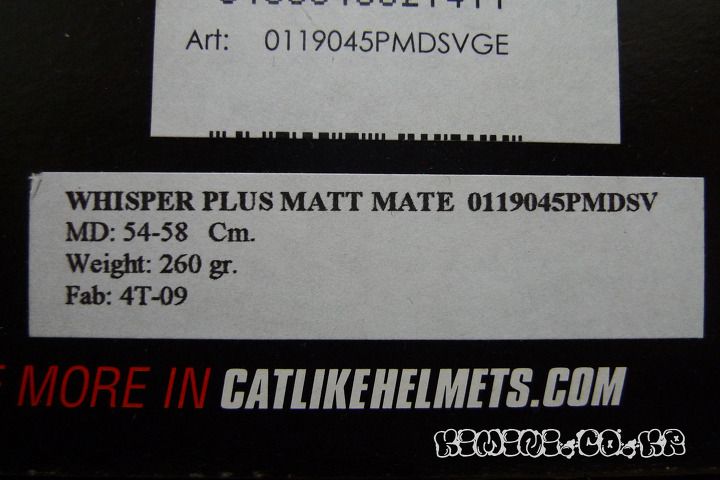 Art: 0119045PMDSVGE
WHISPER PLUS MATT MATE 0119045PMDSV
MD: 54-58 Cm.
Weight: 260 gr.
Fab: 4T-09
MORE IN CATLIKEHELMETS.COM
KIMINI.CO.KR